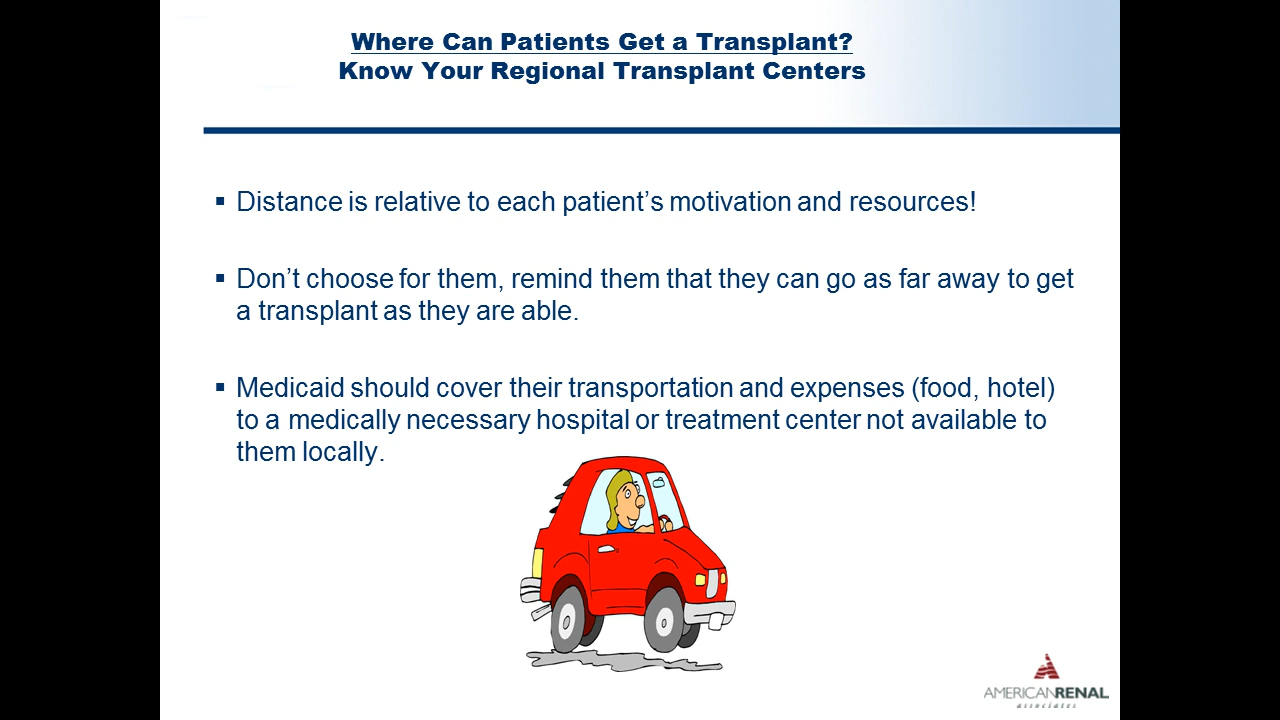 Where Can Patients Get a Transplant?
Know Your Regional Transplant Centers
▪ Distance is relative to each patient’s motivation and resources!
▪ Don’t choose for them, remind them that they can go as far away to get
a transplant as they are able.
▪ Medicaid should cover their transportation and expenses (food, hotel)
to a medically necessary hospital or treatment center not available to
them locally.
AMERICAN RENAL
associates